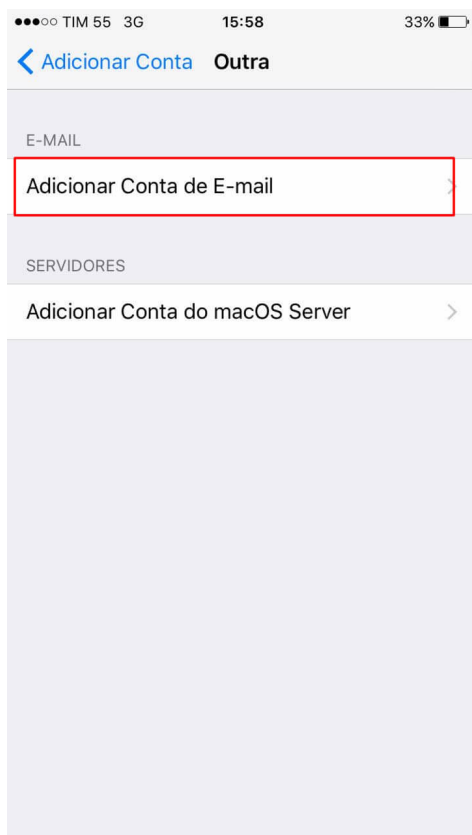 TIM 55 3G 15:58 33%
Adicionar Conta Outra
E-MAIL
Adicionar Conta de E-mail
SERVIDORES
Adicionar Conta do macOS Server